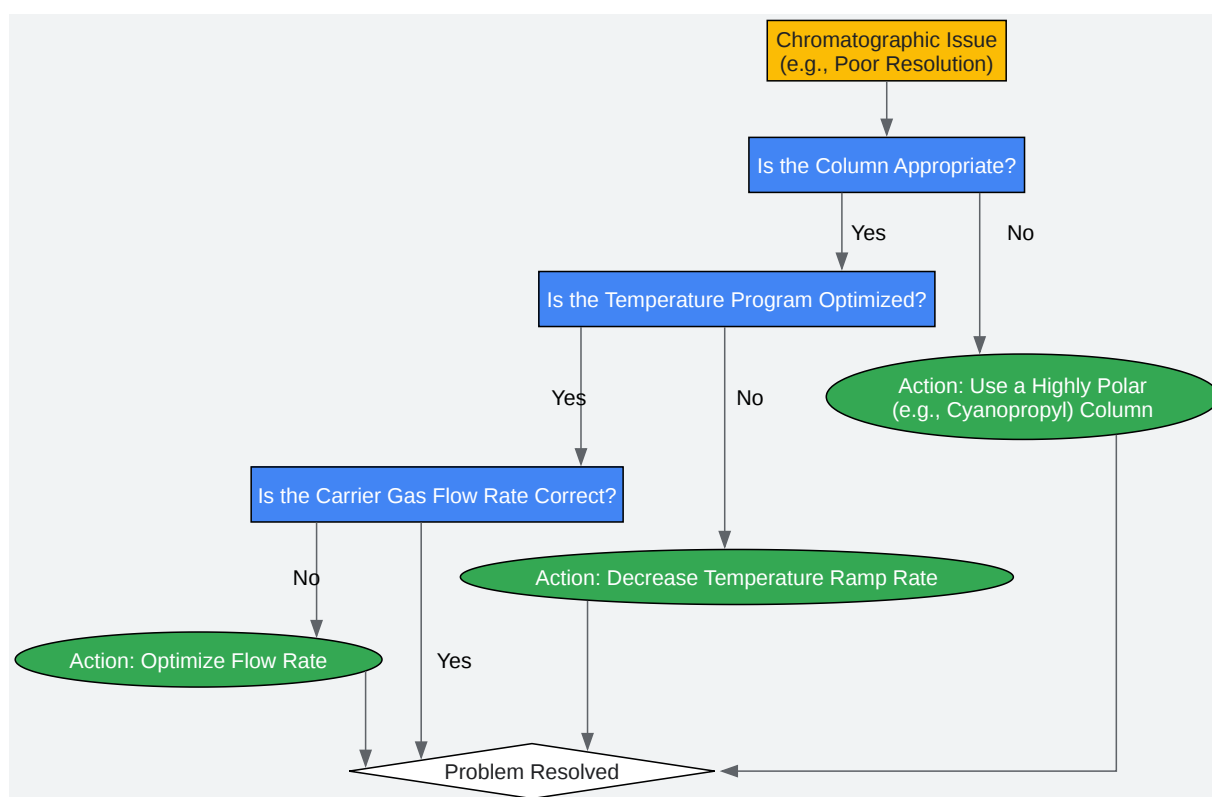 Chromatographic Issue
(e.g., Poor Resolution)
Is the Column Appropriate?
Yes
No
Is the Temperature Program Optimized?
Yes
No
Action: Use a Highly Polar
(e.g., Cyanopropyl) Column
Is the Carrier Gas Flow Rate Correct?
No
Yes
Action: Decrease Temperature Ramp Rate
Action: Optimize Flow Rate
Problem Resolved